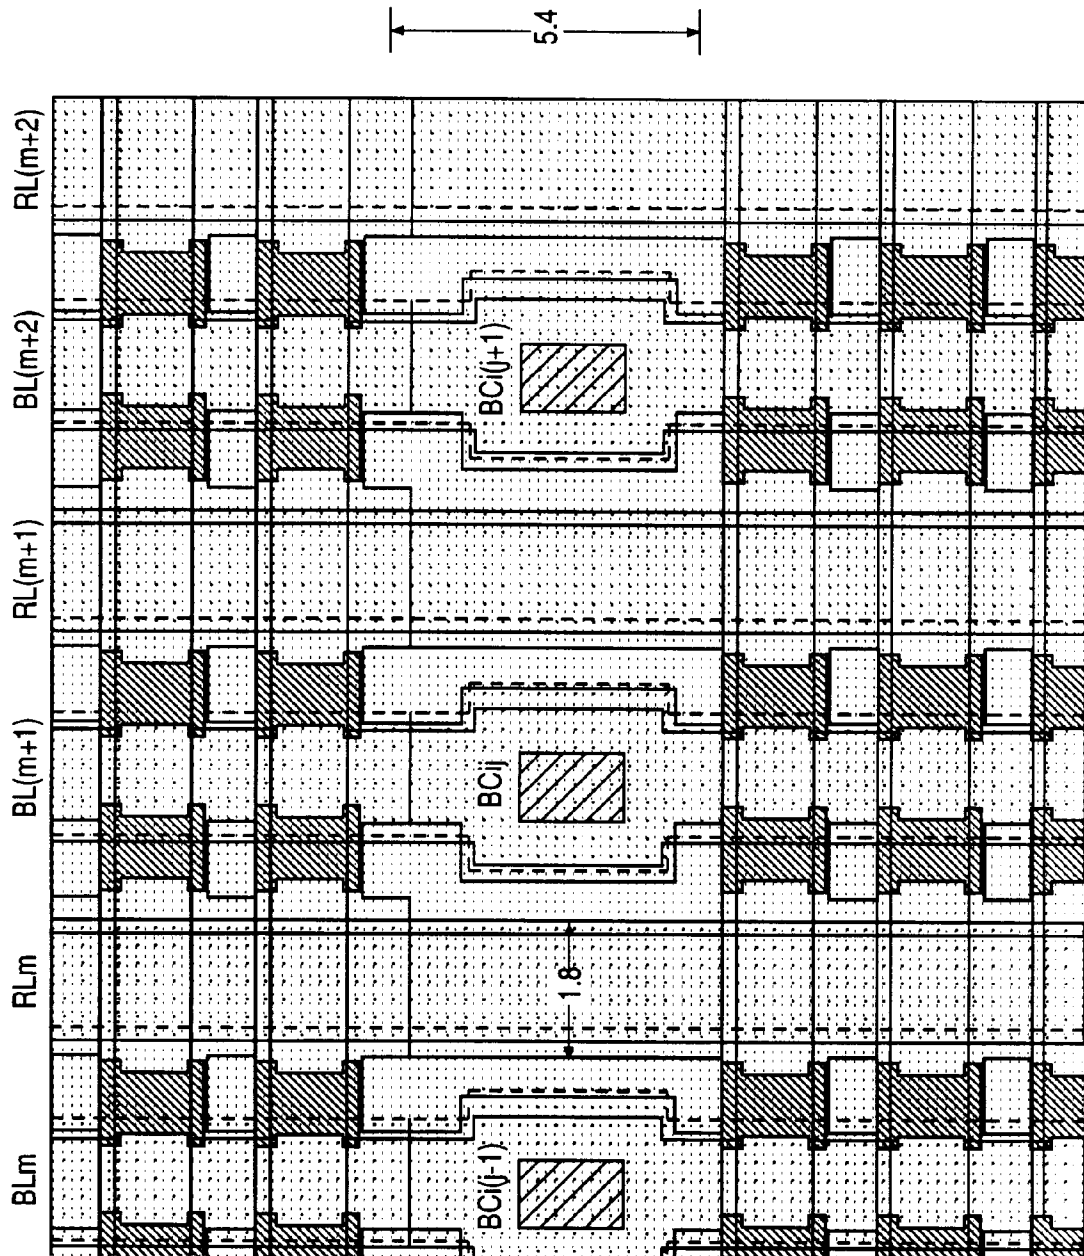 5.4
RL(m+2)
BL(m+2)
RL(m+1)
BL(m+1)
RLm
BLm
BCi(j+1)
BCij
BCi(j-1)
1.8